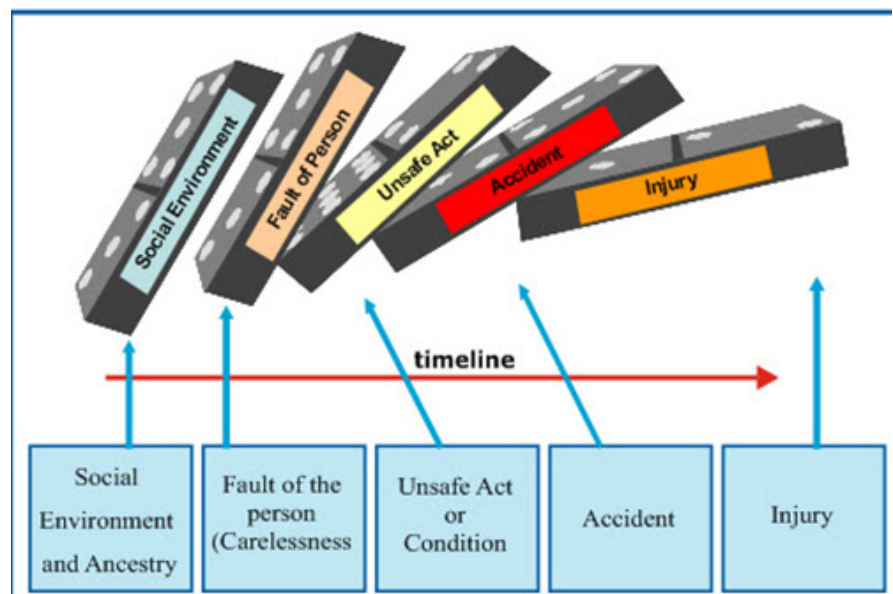 Social Environment
Fault of Person
Unsafe Act
Accident
Injury
timeline
Social
Environment
and Ancestry
Fault of the
person
(Carelessness
Unsafe Act
or
Condition
Accident
Injury